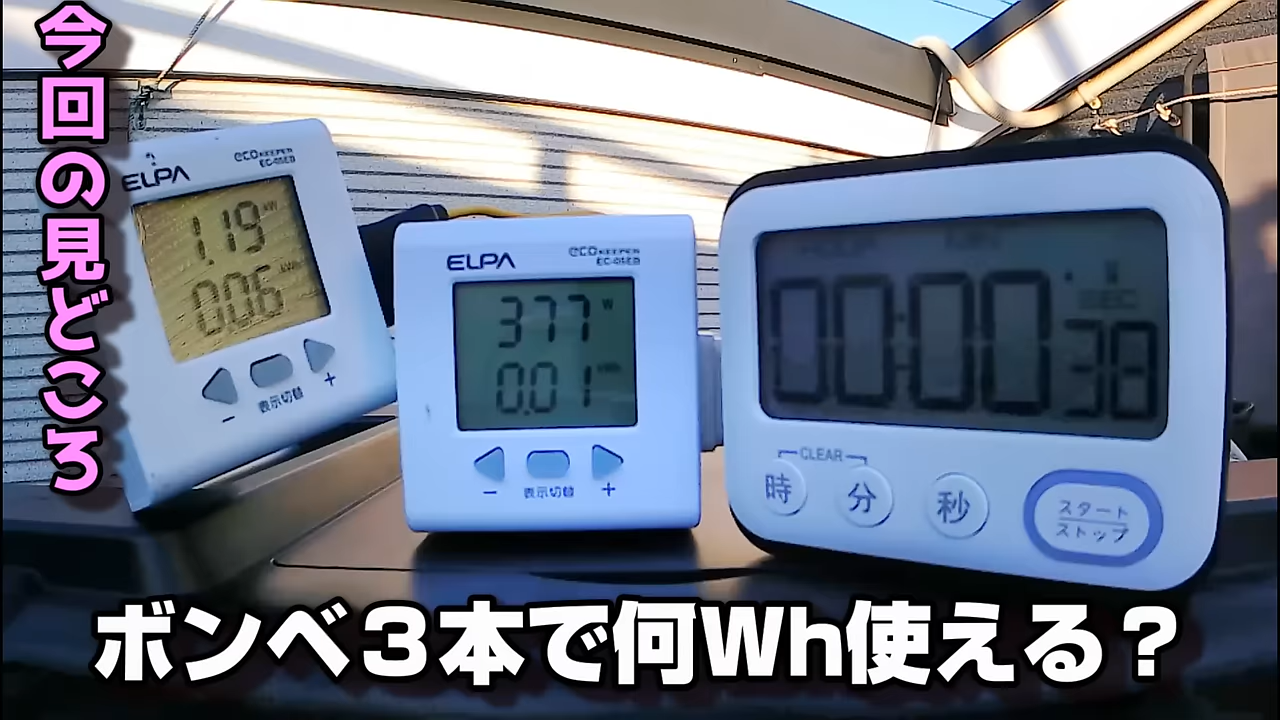 今回の見どころ
ELPA
eco KEEPER
EC-05EB
1.19 kW
0.06 kWh
－
表示切替
＋
ELPA
eco KEEPER
EC-05EB
377 W
0.01 kWh
－
表示切替
＋
00:00 38
SEC
CLEAR
時
分
秒
スタート
ストップ
ボンベ３本で何Wh使える？